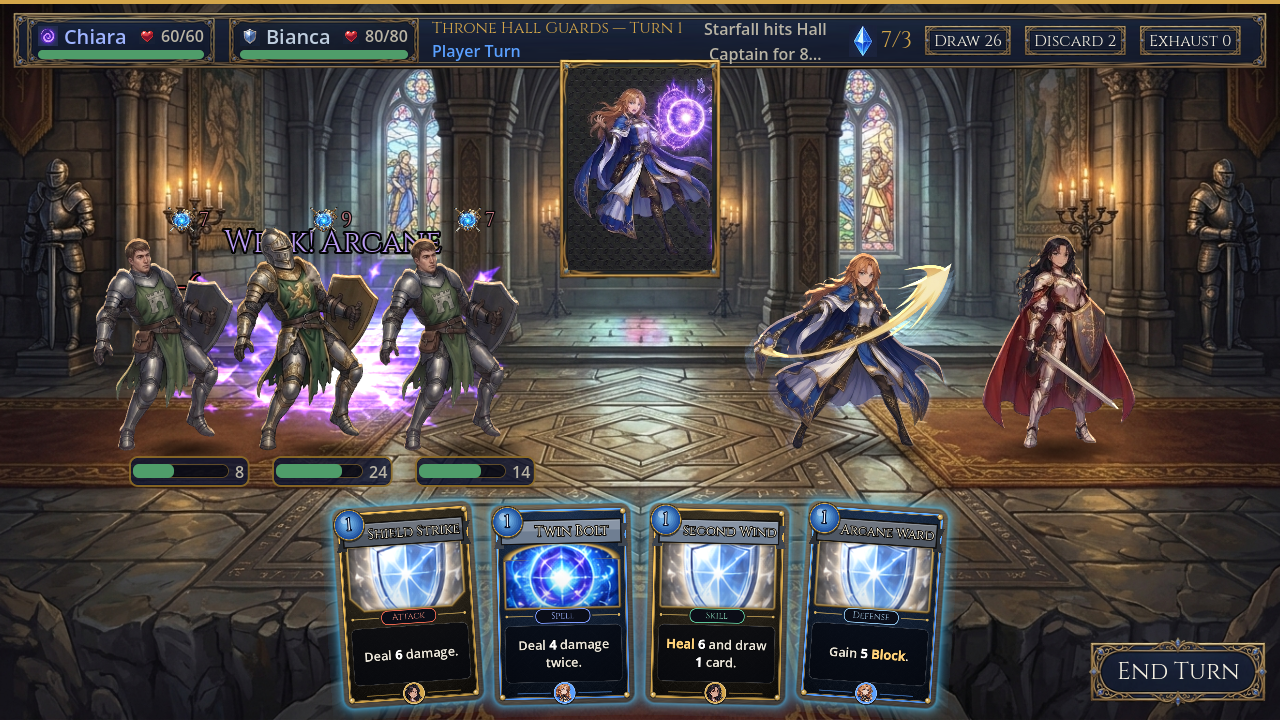 Chiara 60/60
Bianca 80/80
Throne Hall Guards — Turn 1
Player Turn
Starfall hits Hall
Captain for 8...
7/3
Draw 26
Discard 2
Exhaust 0
7
9
7
Weak! Arcane
8
24
14
1
Shield Strike
Attack
Deal 6 damage.
1
Twin Bolt
Spell
Deal 4 damage
twice.
1
Second Wind
Skill
Heal 6 and draw
1 card.
1
Arcane Ward
Defense
Gain 5 Block.
End Turn